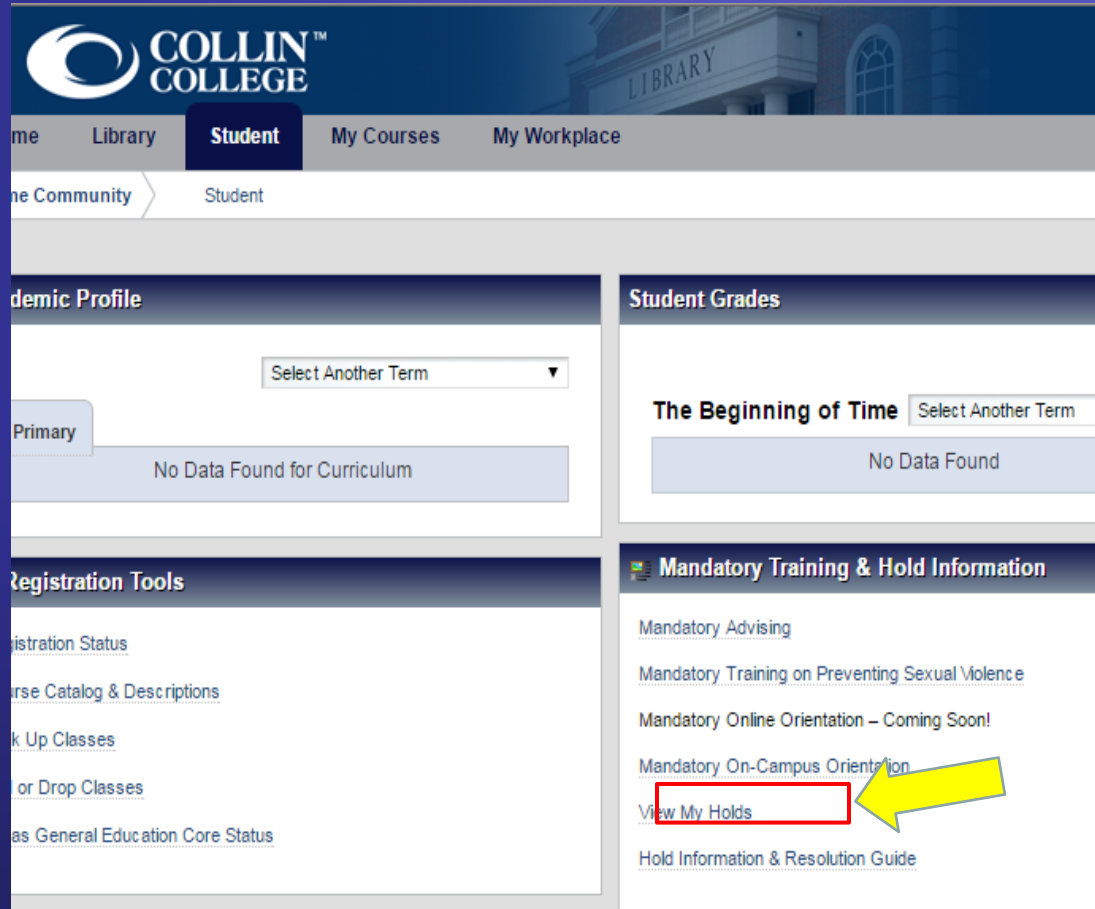 COLLIN™
COLLEGE
LIBRARY
me Library Student My Courses My Workplace
ne Community Student
demic Profile
Select Another Term
Primary
No Data Found for Curriculum
Student Grades
The Beginning of Time Select Another Term
No Data Found
Registration Tools
istration Status
urse Catalog & Descriptions
k Up Classes
or Drop Classes
as General Education Core Status
Mandatory Training & Hold Information
Mandatory Advising
Mandatory Training on Preventing Sexual Violence
Mandatory Online Orientation – Coming Soon!
Mandatory On-Campus Orientation
View My Holds
Hold Information & Resolution Guide